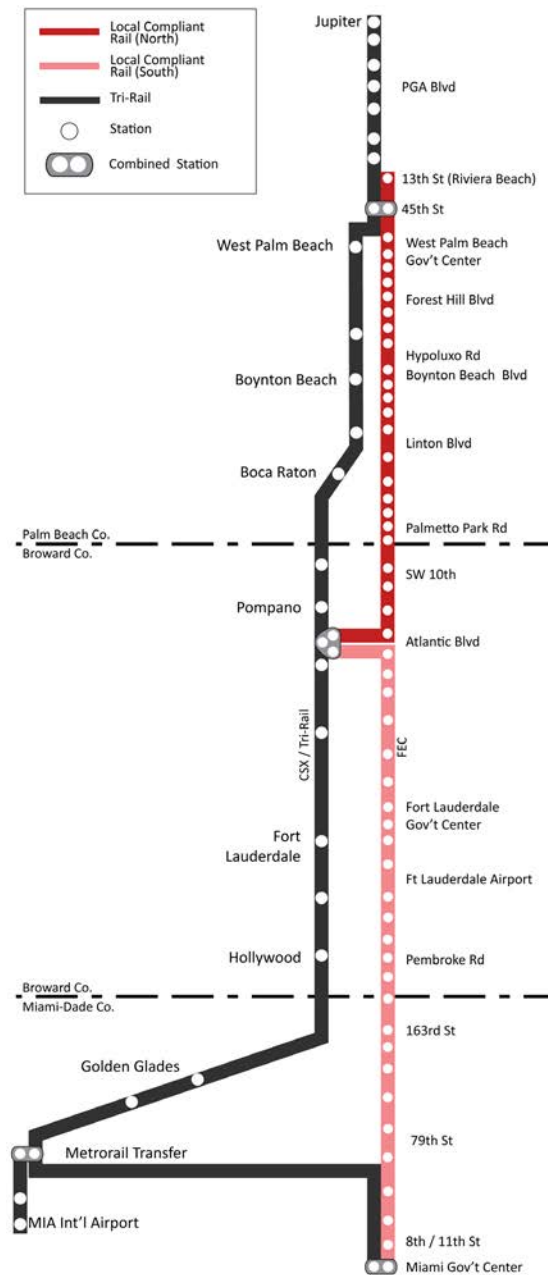 Local Compliant
Rail (North)
Local Compliant
Rail (South)
Tri-Rail
Station
Combined Station
Jupiter
PGA Blvd
13th St (Riviera Beach)
45th St
West Palm Beach
West Palm Beach
Gov't Center
Forest Hill Blvd
Hypoluxo Rd
Boynton Beach
Boynton Beach Blvd
Linton Blvd
Boca Raton
Palmetto Park Rd
Palm Beach Co.
Broward Co.
SW 10th
Pompano
Atlantic Blvd
CSX / Tri-Rail
FEC
Fort Lauderdale
Gov't Center
Fort
Lauderdale
Ft Lauderdale Airport
Hollywood
Pembroke Rd
Broward Co.
Miami-Dade Co.
163rd St
Golden Glades
79th St
Metrorail Transfer
MIA Int'l Airport
8th / 11th St
Miami Gov't Center